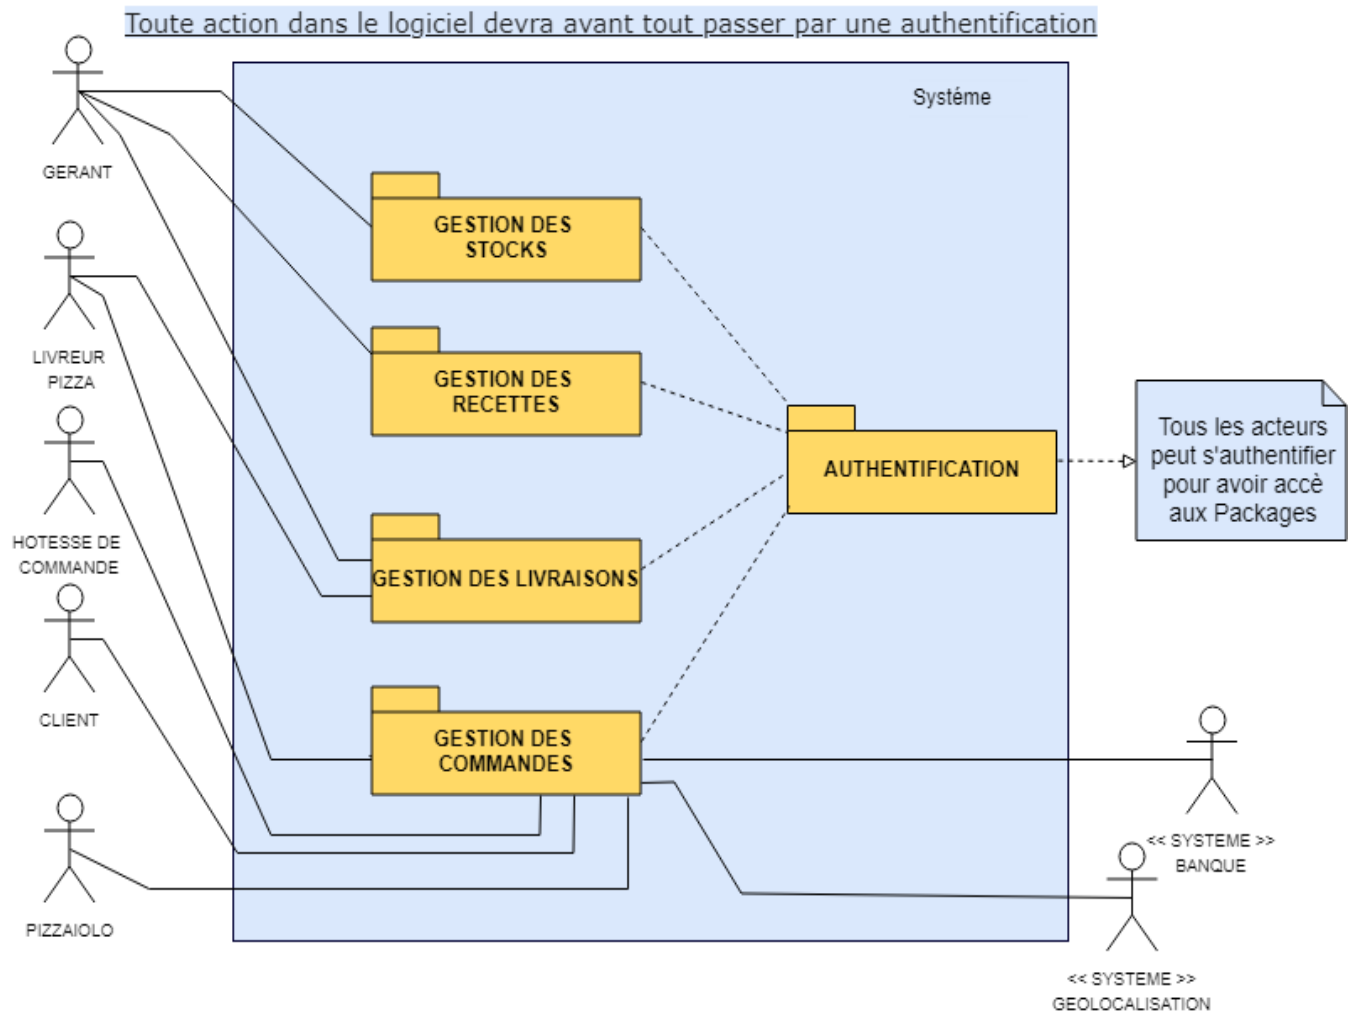 Toute action dans le logiciel devra avant tout passer par une authentification
Systéme
GERANT
GESTION DES
STOCKS
LIVREUR
PIZZA
GESTION DES
RECETTES
HOTESSE DE
COMMANDE
AUTHENTIFICATION
Tous les acteurs
peut s'authentifier
pour avoir accè
aux Packages
GESTION DES LIVRAISONS
CLIENT
GESTION DES
COMMANDES
PIZZAIOLO
<< SYSTEME >>
BANQUE
<< SYSTEME >>
GEOLOCALISATION